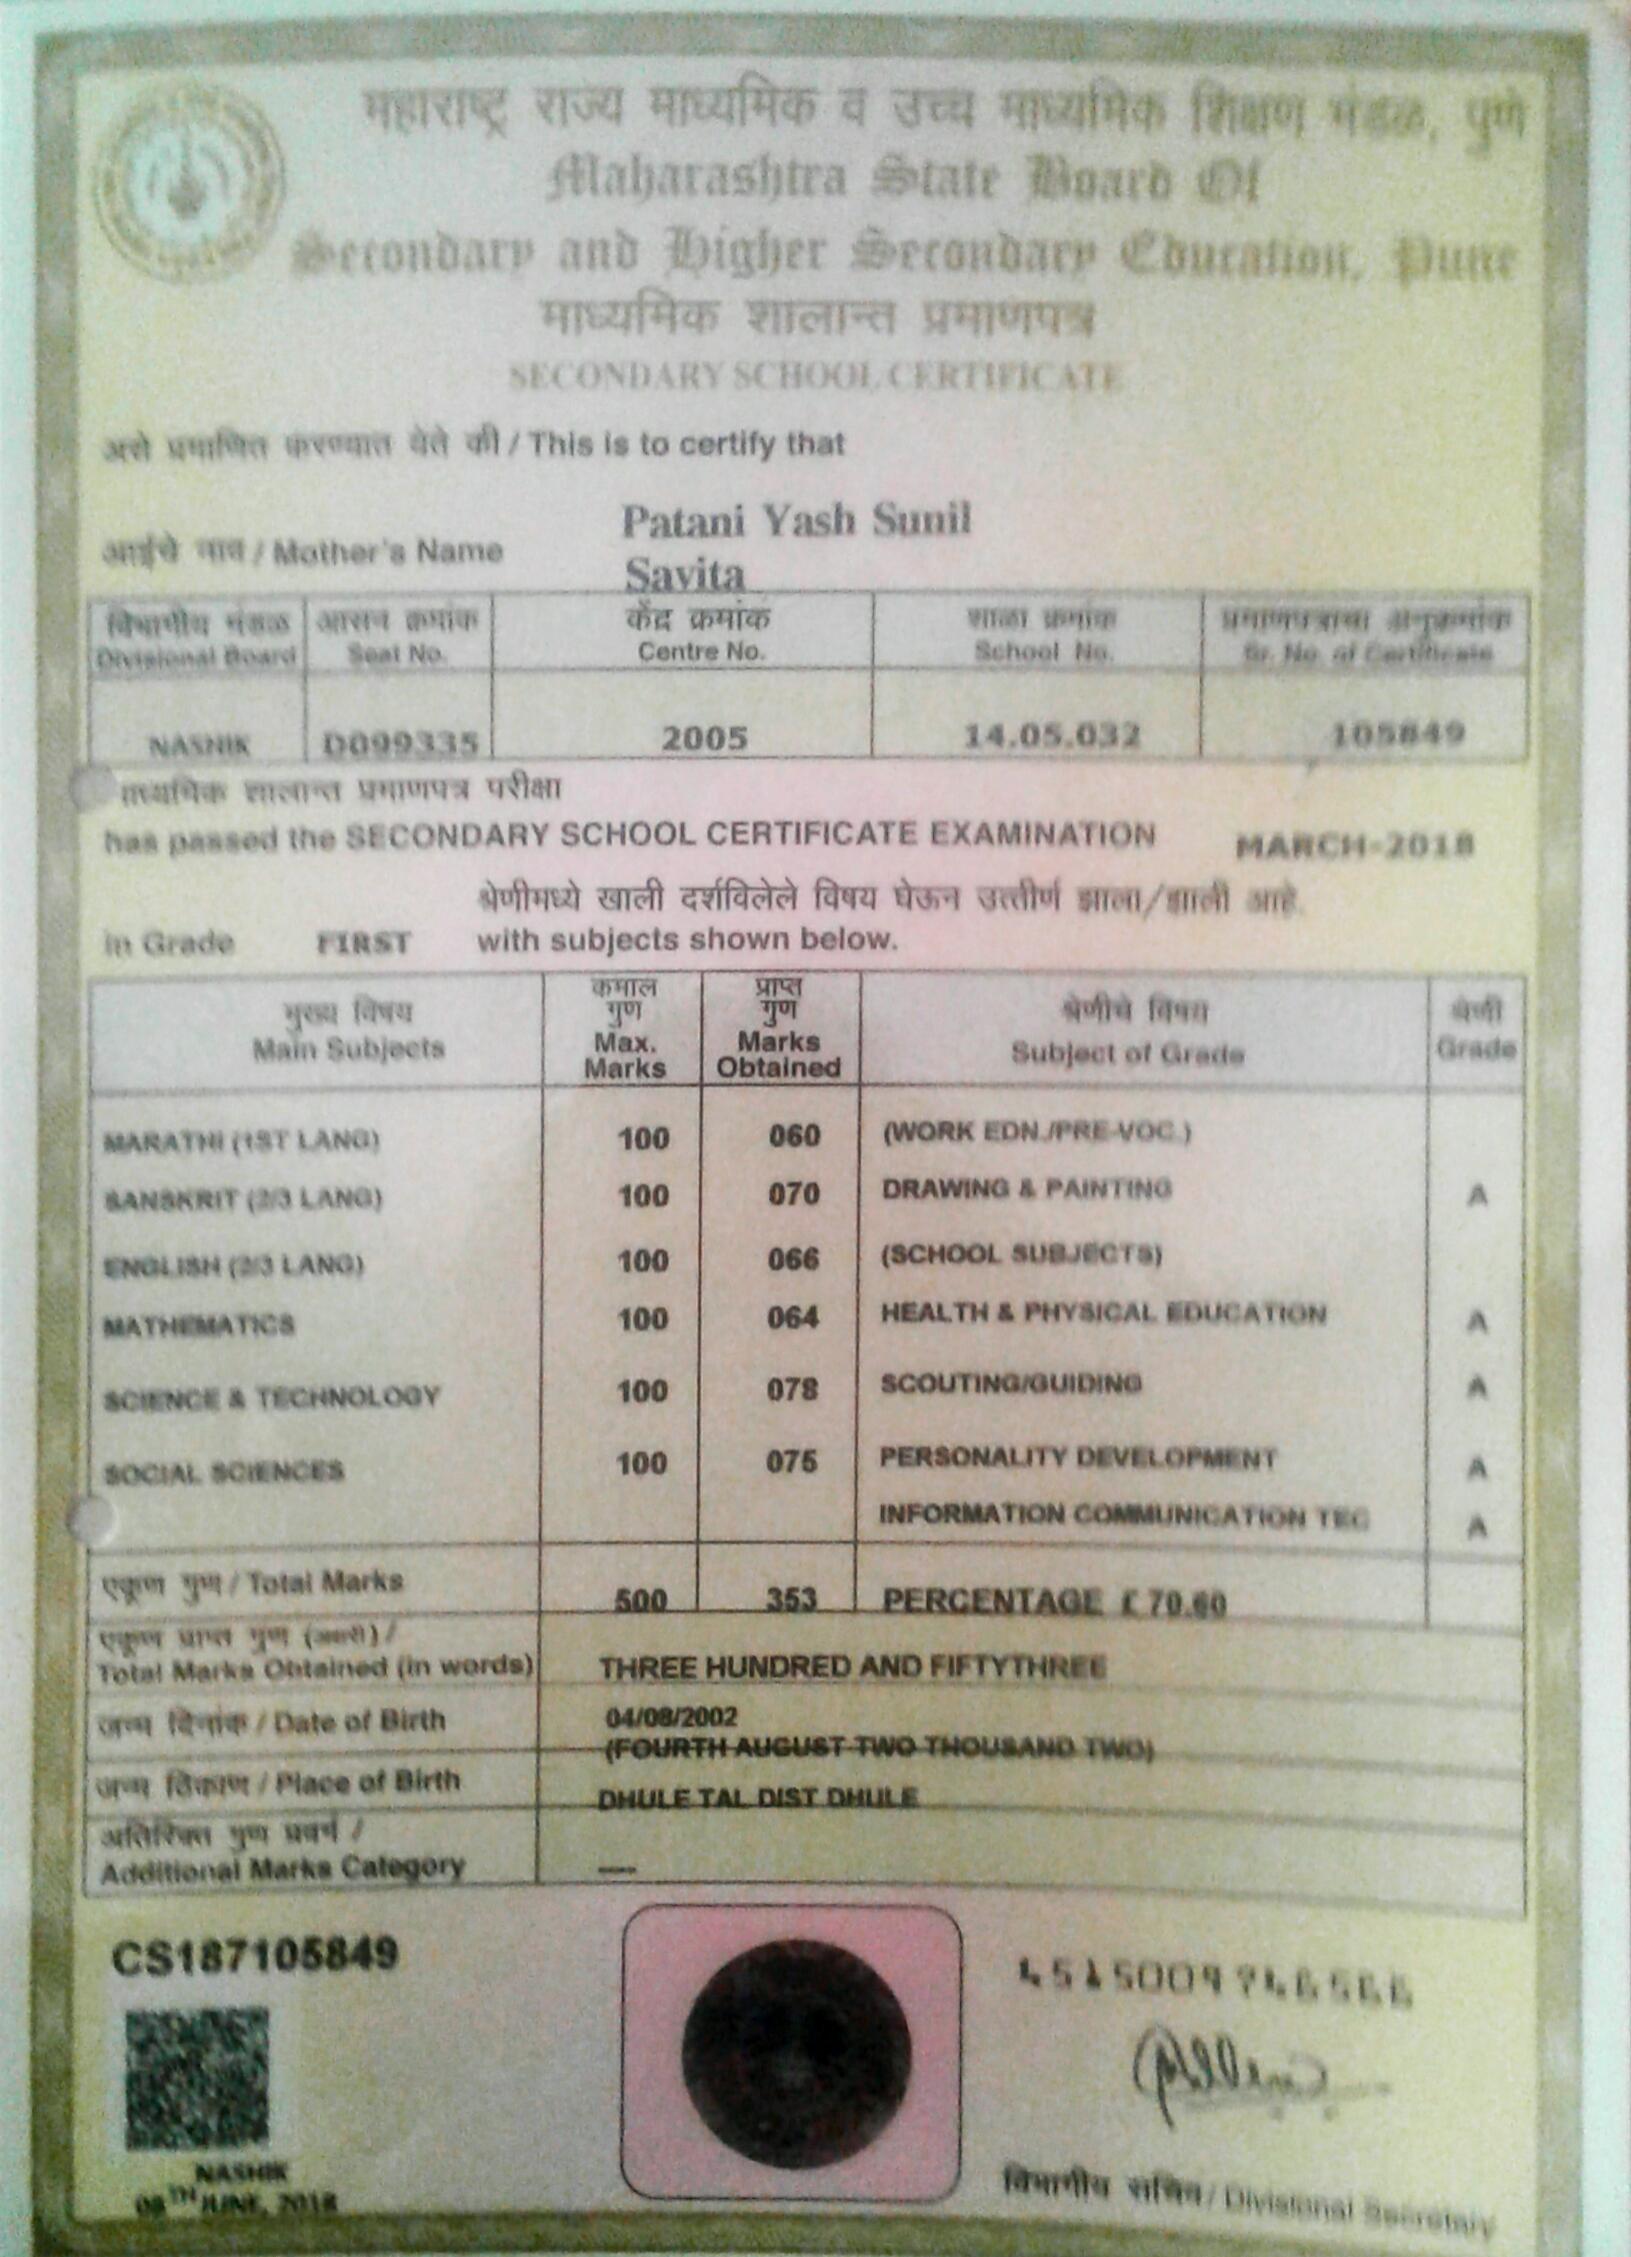 महाराष्ट्र राज्य माध्यमिक व उच्च माध्यमिक शिक्षण मंडळ, पुणे
Maharashtra State Board Of
Secondary and Higher Secondary Education, Pune
माध्यमिक शालान्त प्रमाणपत्र
SECONDARY SCHOOL CERTIFICATE
असे प्रमाणित करण्यात येते की / This is to certify that
Patani Yash Sunil
आईचे नाव / Mother's Name Savita
विभागीय मंडळ आसन क्रमांक केंद्र क्रमांक शाळा क्रमांक प्रमाणपत्राचा अनुक्रमांक
Divisional Board Seat No. Centre No. School No. Sr. No. of Certificate
NASHIK D099335 2005 14.05.032 105849
माध्यमिक शालान्त प्रमाणपत्र परीक्षा
has passed the SECONDARY SCHOOL CERTIFICATE EXAMINATION MARCH-2018
श्रेणीमध्ये खाली दर्शविलेले विषय घेऊन उत्तीर्ण झाला/झाली आहे.
in Grade FIRST with subjects shown below.
मुख्य विषय कमाल गुण प्राप्त गुण श्रेणीचे विषय श्रेणी
Main Subjects Max. Marks Marks Obtained Subject of Grade Grade
MARATHI (1ST LANG) 100 060 (WORK EDN./PRE-VOC.)
SANSKRIT (2/3 LANG) 100 070 DRAWING & PAINTING A
ENGLISH (2/3 LANG) 100 066 (SCHOOL SUBJECTS)
MATHEMATICS 100 064 HEALTH & PHYSICAL EDUCATION A
SCIENCE & TECHNOLOGY 100 078 SCOUTING/GUIDING A
SOCIAL SCIENCES 100 075 PERSONALITY DEVELOPMENT A
INFORMATION COMMUNICATION TEC A
एकूण गुण / Total Marks 500 353 PERCENTAGE £ 70.60
एकूण प्राप्त गुण (अक्षरी) /
Total Marks Obtained (in words) THREE HUNDRED AND FIFTYTHREE
जन्म दिनांक / Date of Birth 04/08/2002
(FOURTH AUGUST TWO THOUSAND TWO)
जन्म ठिकाण / Place of Birth DHULE TAL DIST DHULE
अतिरिक्त गुण प्रवर्ग /
Additional Marks Category —
CS187105849
NASHIK
08TH JUNE, 2018
विभागीय सचिव / Divisional Secretary